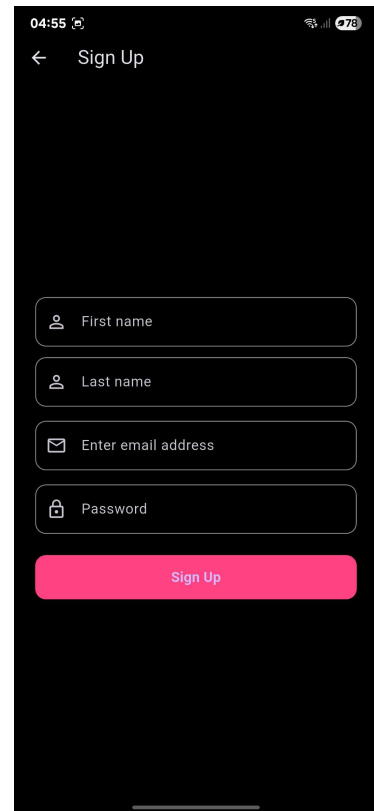 04:55
78
Sign Up
First name
Last name
Enter email address
Password
Sign Up